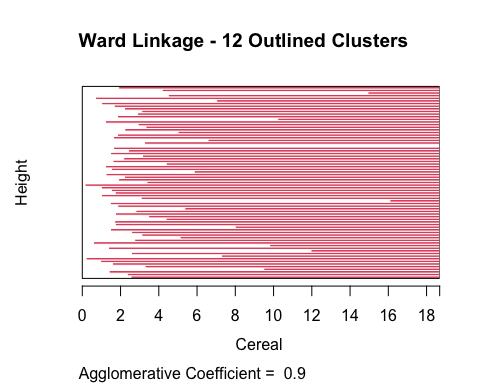 Ward Linkage - 12 Outlined Clusters
Height
0 2 4 6 8 10 12 14 16 18
Cereal
Agglomerative Coefficient = 0.9